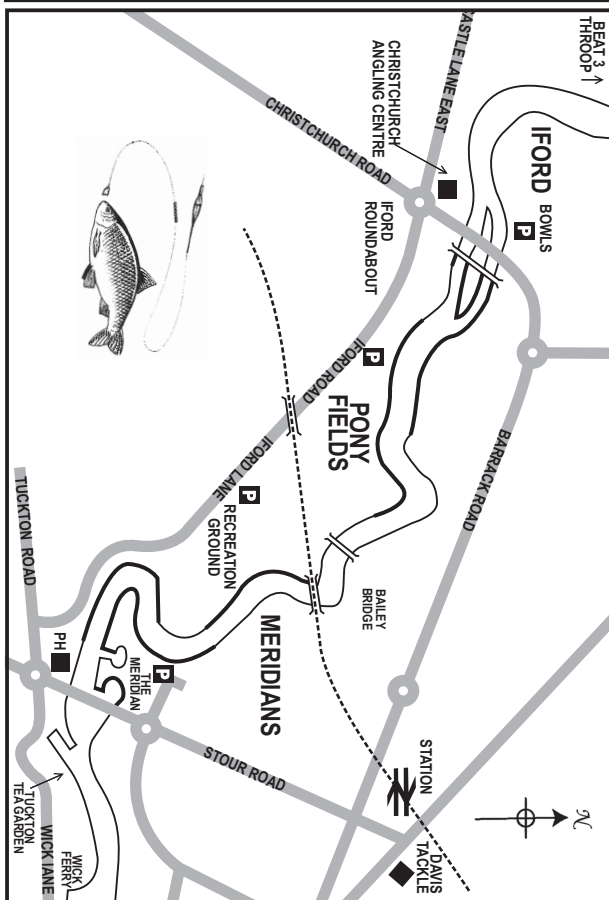 BEAT 3
THROOP
IFORD
BOWLS
P
CASTLE LANE EAST
CHRISTCHURCH
ANGLING CENTRE
CHRISTCHURCH ROAD
IFORD
ROUNDABOUT
P
IFORD ROAD
PONY
FIELDS
BARRACK ROAD
IFORD LANE
P
RECREATION
GROUND
BAILEY
BRIDGE
MERIDIANS
TUCKTON ROAD
PH
THE
MERIDIAN
P
STOUR ROAD
STATION
N
DAVIS
TACKLE
TUCKTON
TEA GARDEN
WICK LANE
WICK
FERRY